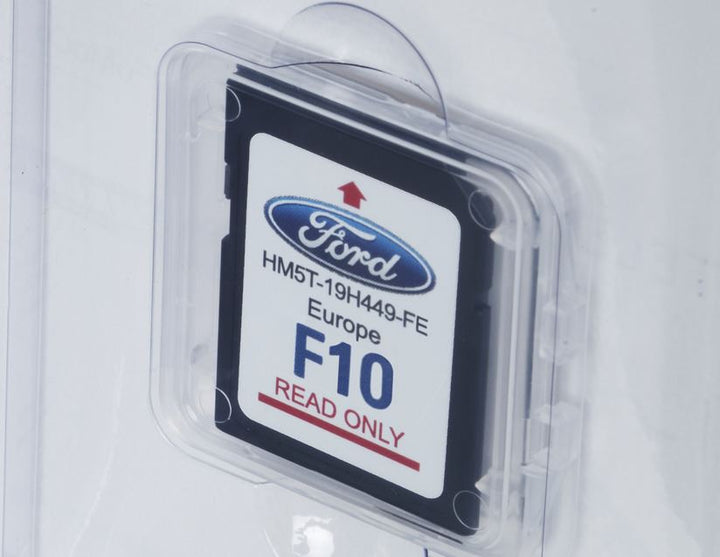 Ford
HM5T-19H449-FE
Europe
F10
READ ONLY